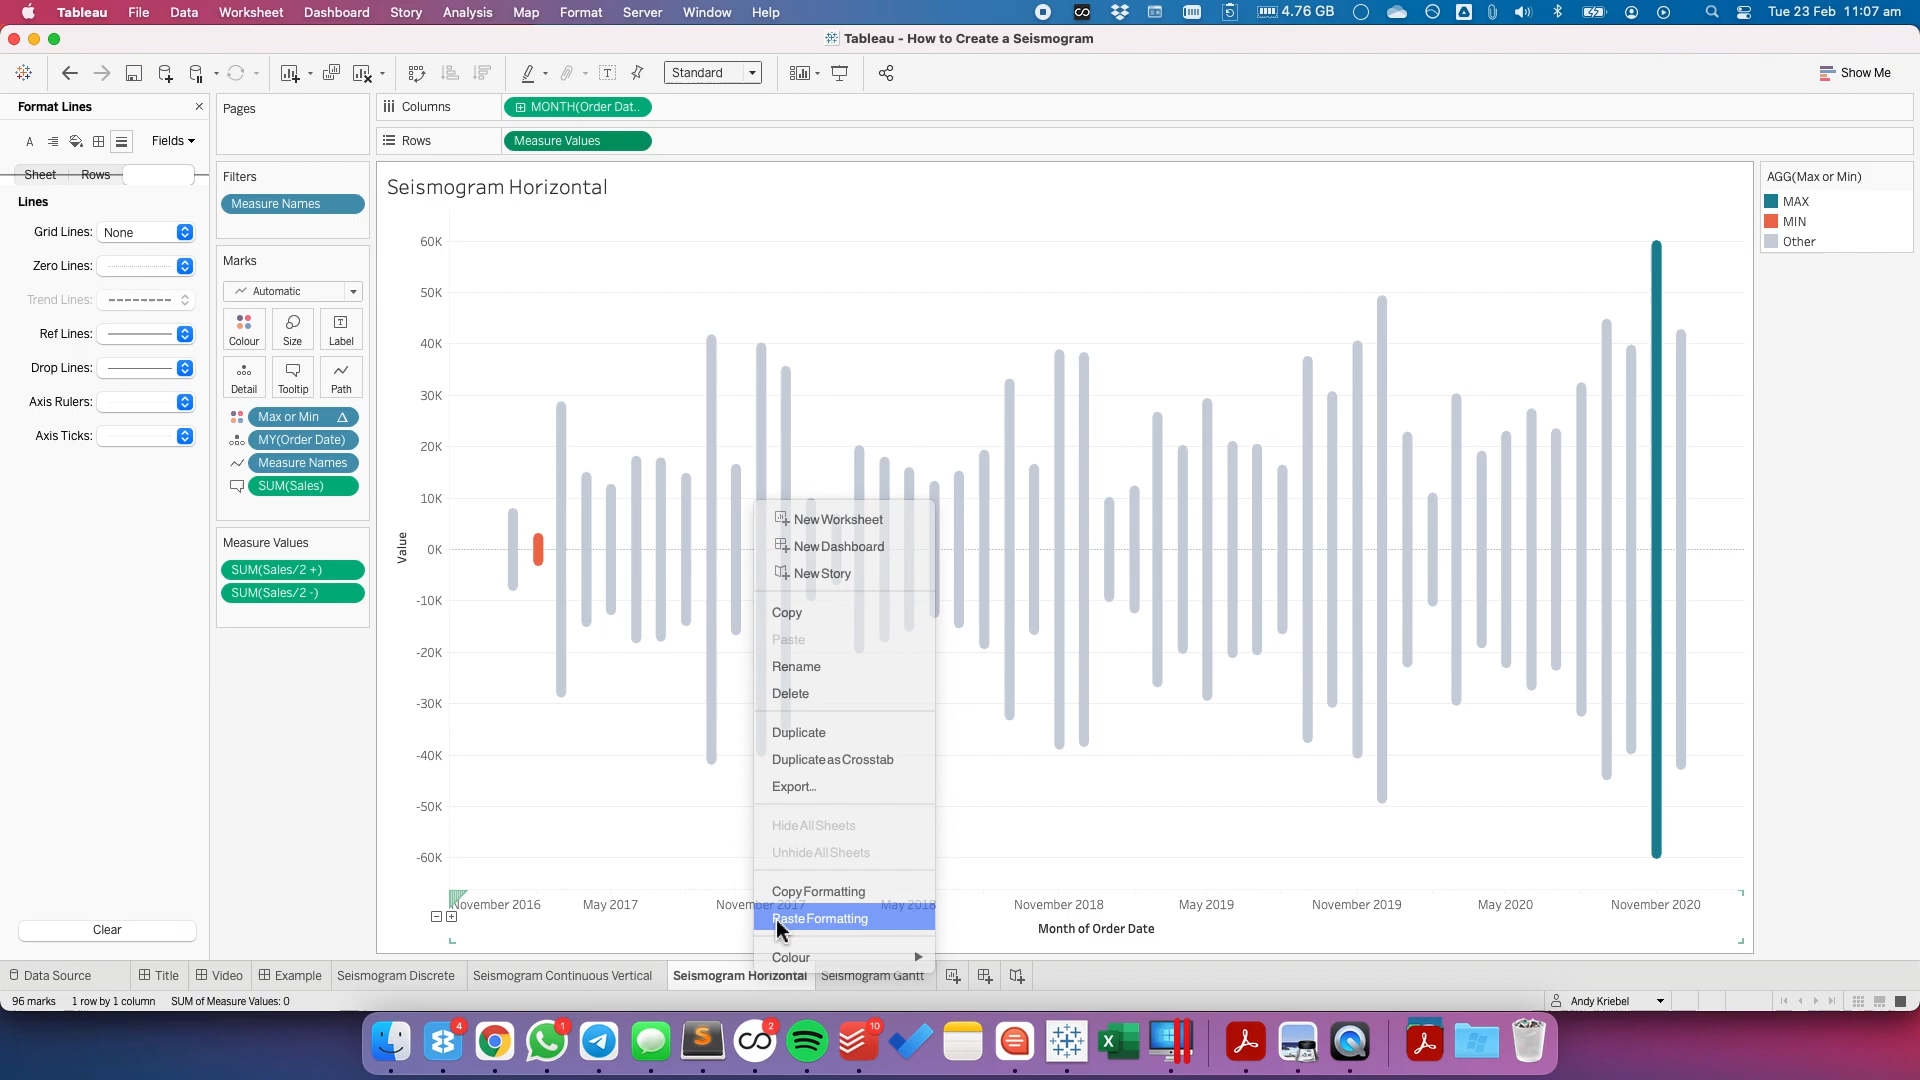 Tableau File Data Worksheet Dashboard Story Analysis Map Format Server Window Help 4.76 GB Tue 23 Feb 11:07 am
Tableau - How to Create a Seismogram
Standard Show Me
Format Lines
Fields
Sheet Rows
Lines
Grid Lines: None
Zero Lines:
Trend Lines:
Ref Lines:
Drop Lines:
Axis Rulers:
Axis Ticks:
Clear
Pages
Filters
Measure Names
Marks
Automatic
Colour Size Label
Detail Tooltip Path
Max or Min
MY(Order Date)
Measure Names
SUM(Sales)
Measure Values
SUM(Sales/2 +)
SUM(Sales/2 -)
Columns MONTH(Order Dat..
Rows Measure Values
Seismogram Horizontal
60K
50K
40K
30K
20K
10K
0K
-10K
-20K
-30K
-40K
-50K
-60K
Value
November 2016 May 2017 November 2017 May 2018 November 2018 May 2019 November 2019 May 2020 November 2020
Month of Order Date
AGG(Max or Min)
MAX
MIN
Other
New Worksheet
New Dashboard
New Story
Copy
Paste
Rename
Delete
Duplicate
Duplicate as Crosstab
Export...
Hide All Sheets
Unhide All Sheets
Copy Formatting
Paste Formatting
Colour
Data Source Title Video Example Seismogram Discrete Seismogram Continuous Vertical Seismogram Horizontal Seismogram Gantt
96 marks 1 row by 1 column SUM of Measure Values: 0 Andy Kriebel
4 1 2 10